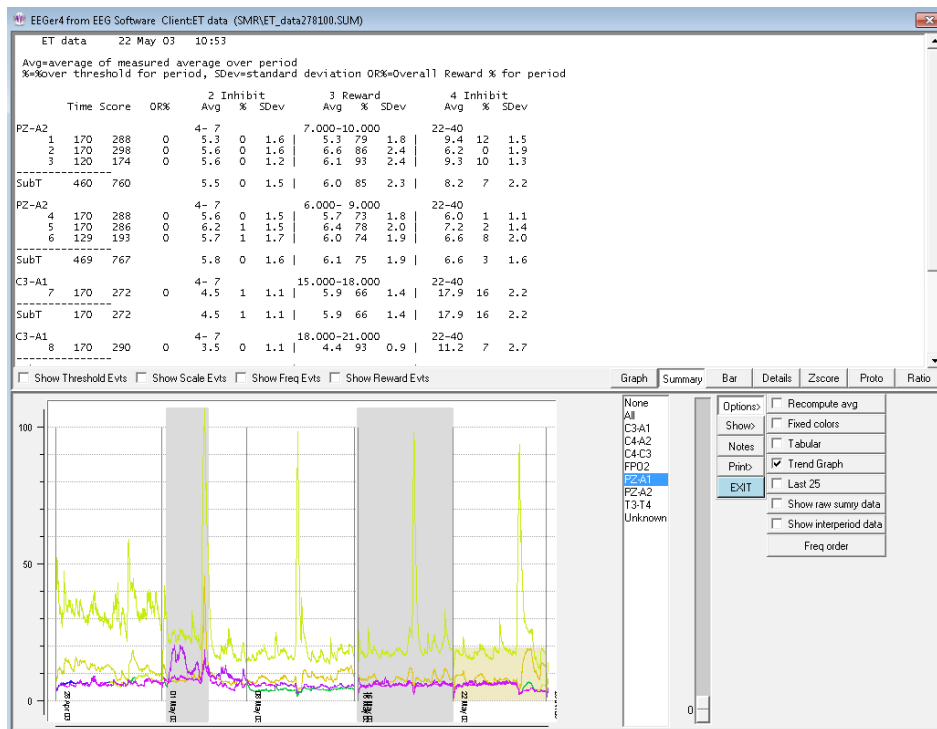 EEGer4 from EEG Software Client:ET data (SMR\ET_data278100.SUM)
ET data 22 May 03 10:53
Avg=average of measured average over period
%=%over threshold for period, SDev=standard deviation OR%=Overall Reward % for period
2 Inhibit 3 Reward 4 Inhibit
Time Score OR% Avg % SDev Avg % SDev Avg % SDev
PZ-A2 4- 7 7.000-10.000 22-40
1 170 288 0 5.3 0 1.6 | 5.3 79 1.8 | 9.4 12 1.5
2 170 298 0 5.6 0 1.6 | 6.6 86 2.4 | 6.2 0 1.9
3 120 174 0 5.6 0 1.2 | 6.1 93 2.4 | 9.3 10 1.3
----------------
SubT 460 760 5.5 0 1.5 | 6.0 85 2.3 | 8.2 7 2.2
PZ-A2 4- 7 6.000- 9.000 22-40
4 170 288 0 5.6 0 1.5 | 5.7 73 1.8 | 6.0 1 1.1
5 170 286 0 6.2 1 1.5 | 6.4 78 2.0 | 7.2 2 1.4
6 129 193 0 5.7 1 1.7 | 6.0 74 1.9 | 6.6 8 2.0
----------------
SubT 469 767 5.8 0 1.6 | 6.1 75 1.9 | 6.6 3 1.6
C3-A1 4- 7 15.000-18.000 22-40
7 170 272 0 4.5 1 1.1 | 5.9 66 1.4 | 17.9 16 2.2
----------------
SubT 170 272 4.5 1 1.1 | 5.9 66 1.4 | 17.9 16 2.2
C3-A1 4- 7 18.000-21.000 22-40
8 170 290 0 3.5 0 1.1 | 4.4 93 0.9 | 11.2 7 2.7
----------------
Show Threshold Evts Show Scale Evts Show Freq Evts Show Reward Evts Graph Summary Bar Details Zscore Proto Ratio
100
50
0
28 Apr 03
01 May 03
22 May 03
None
All
C3-A1
C4-A2
C4-C3
FPO2
PZ-A1
PZ-A2
T3-T4
Unknown
0
Options>
Show>
Notes
Print>
EXIT
Recompute avg
Fixed colors
Tabular
Trend Graph
Last 25
Show raw sumry data
Show interperiod data
Freq order